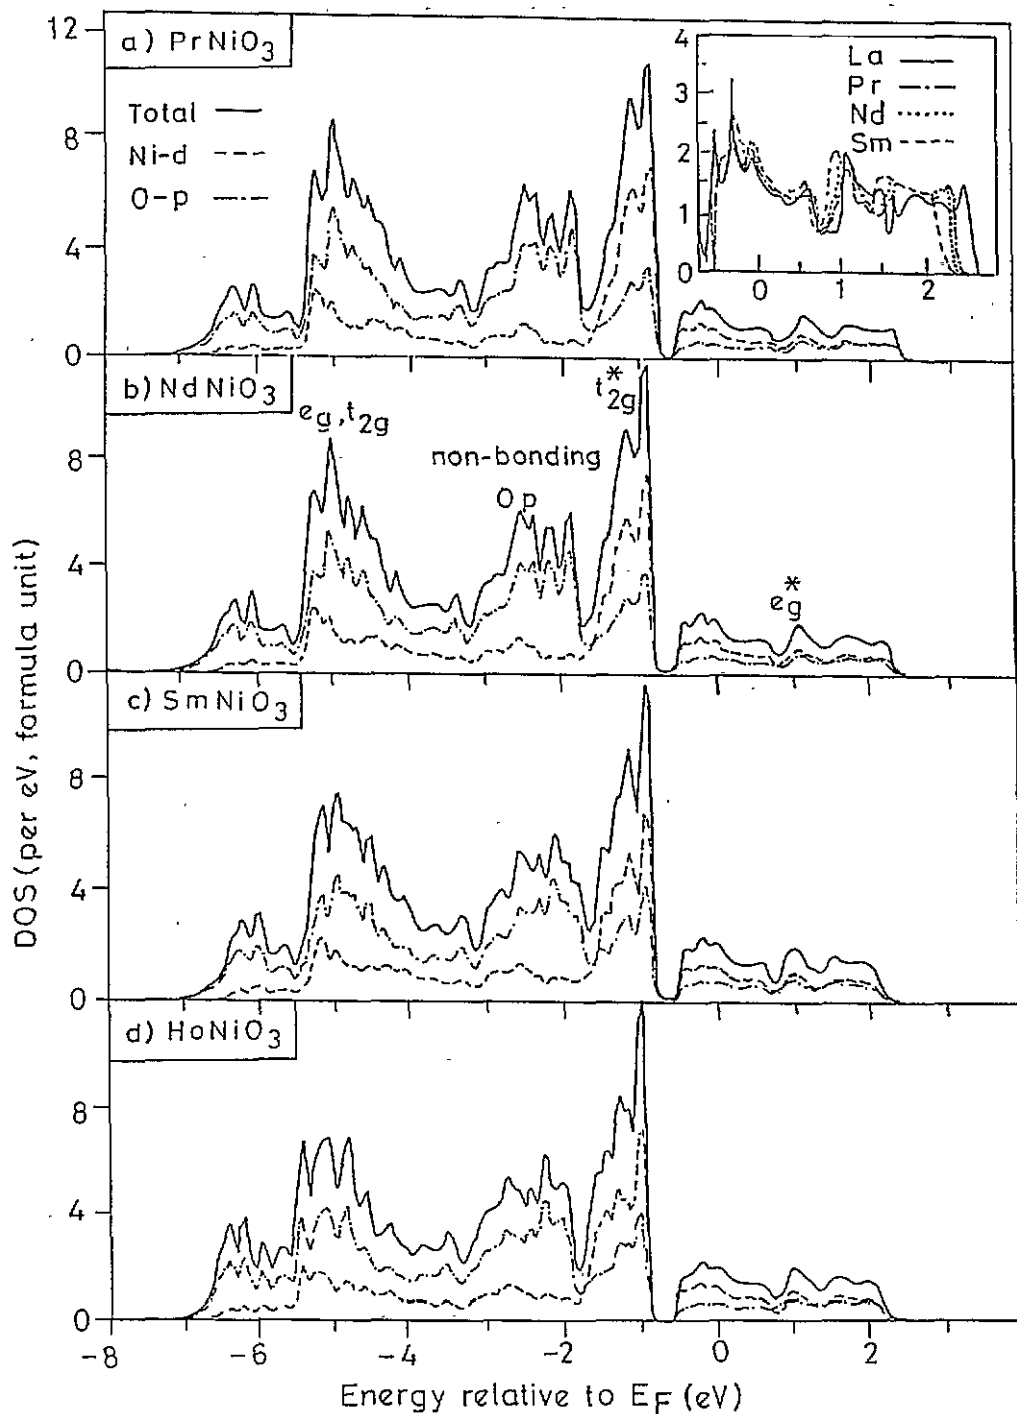 12
a) PrNiO3
Total
Ni-d
O-p
8
4
0
4
3
2
1
0
La
Pr
Nd
Sm
0 1 2
b) NdNiO3
eg, t2g
non-bonding
Op
t*2g
e*g
8
4
0
c) SmNiO3
8
4
0
d) HoNiO3
8
4
0
-8 -6 -4 -2 0 2
DOS (per eV, formula unit)
Energy relative to EF (eV)